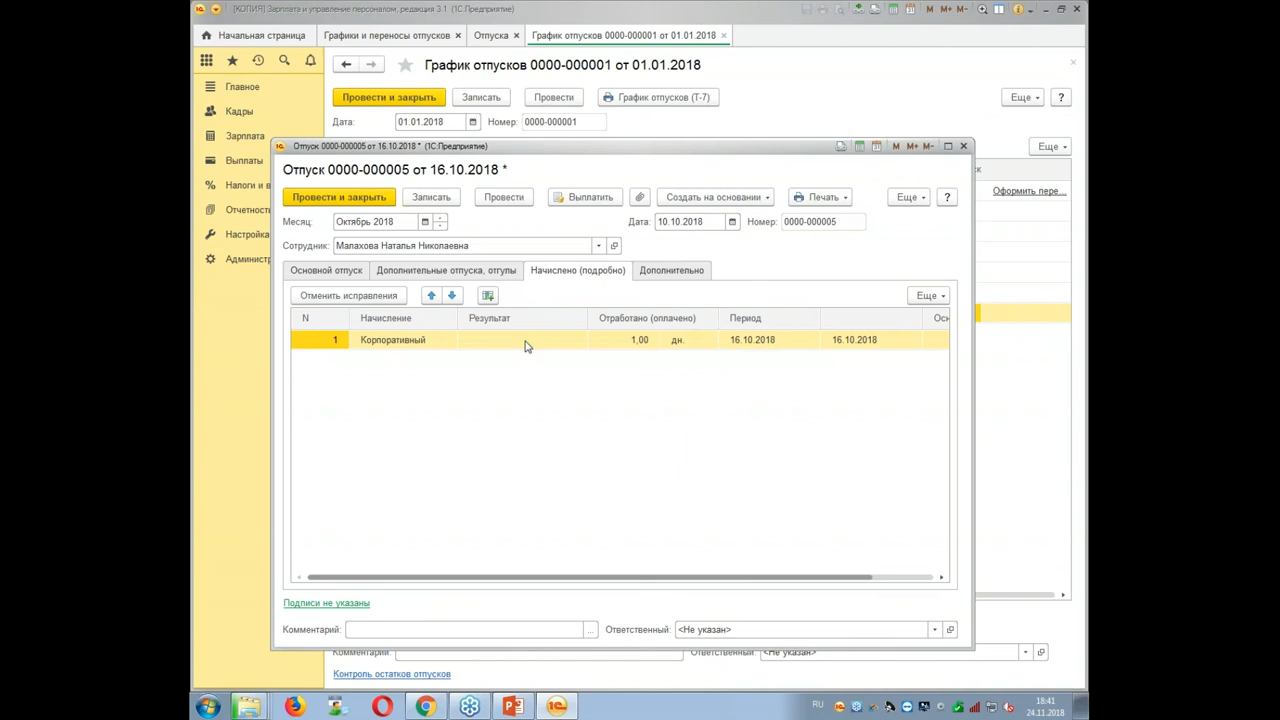 [КОПИЯ] Зарплата и управление персоналом, редакция 3.1 (1С:Предприятие)
M M+ M-
Начальная страница
Графики и переносы отпусков ×
Отпуска ×
График отпусков 0000-000001 от 01.01.2018 ×
График отпусков 0000-000001 от 01.01.2018
Главное
Кадры
Зарплата
Выплаты
Налоги и в
Отчетность
Настройка
Администр
Провести и закрыть
Записать
Провести
График отпусков (Т-7)
Еще
?
Дата: 01.01.2018
Номер: 0000-000001
Еще
Оформить пере...
Отпуск 0000-000005 от 16.10.2018 * (1С:Предприятие)
M M+ M-
Отпуск 0000-000005 от 16.10.2018 *
Провести и закрыть
Записать
Провести
Выплатить
Создать на основании
Печать
Еще
?
Месяц: Октябрь 2018
Дата: 10.10.2018
Номер: 0000-000005
Сотрудник: Малахова Наталья Николаевна
Основной отпуск
Дополнительные отпуска, отгулы
Начислено (подробно)
Дополнительно
Отменить исправления
Еще
N Начисление Результат Отработано (оплачено) Период Осн
1 Корпоративный 1,00 дн. 16.10.2018 16.10.2018
Подписи не указаны
Комментарий: ...
Ответственный: <Не указан>
Комментарий:
Ответственный: <Не указан>
Контроль остатков отпусков
RU
18:41
24.11.2018